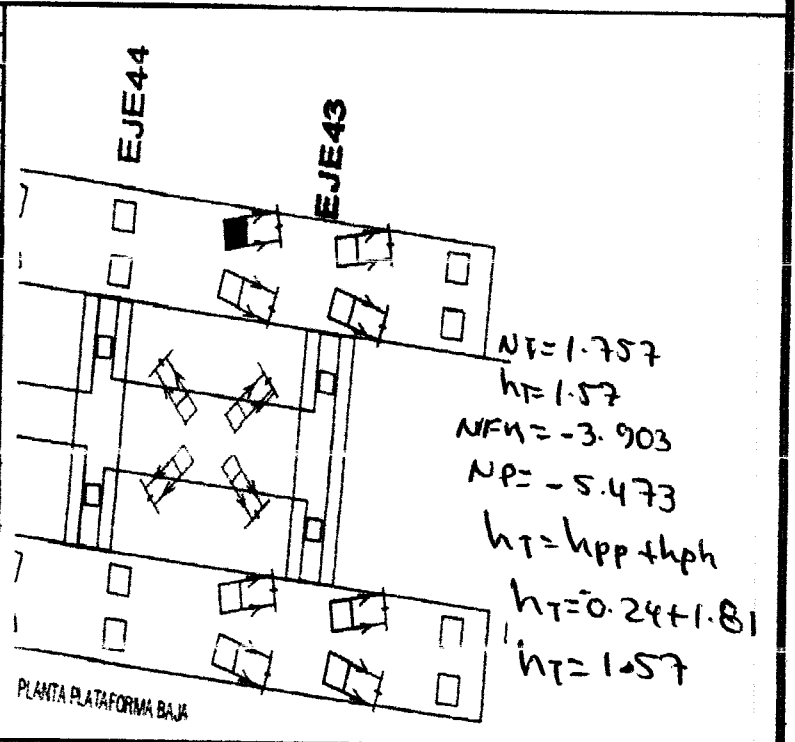 EJE44
EJE43
NT=1.757
hT=1.57
NFH=-3.903
NP=-5.473
hT=hpp+hph
hT=-0.24+1.81
hT=1.57
PLANTA PLATAFORMA BAJA